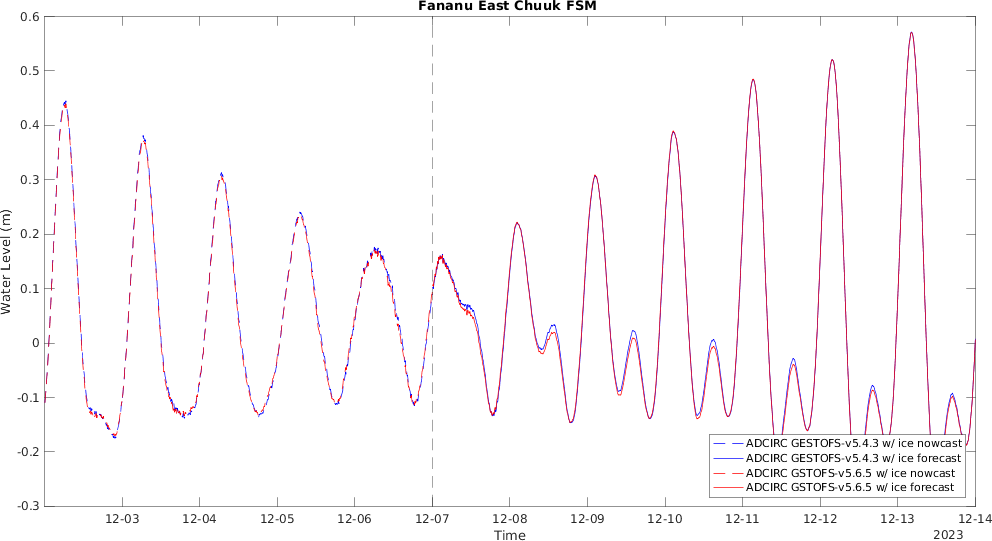 Fananu East Chuuk FSM
0.6
0.5
0.4
0.3
0.2
0.1
0
-0.1
-0.2
-0.3
Water Level (m)
ADCIRC GESTOFS-v5.4.3 w/ ice nowcast
ADCIRC GESTOFS-v5.4.3 w/ ice forecast
ADCIRC GSTOFS-v5.6.5 w/ ice nowcast
ADCIRC GSTOFS-v5.6.5 w/ ice forecast
12-03 12-04 12-05 12-06 12-07 12-08 12-09 12-10 12-11 12-12 12-13 12-14
Time
2023